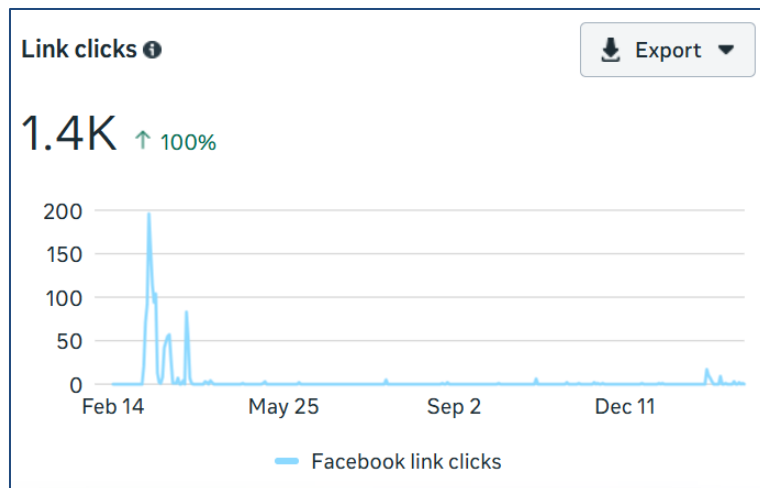 Link clicks
Export
1.4K ↑ 100%
200
150
100
50
0
Feb 14 May 25 Sep 2 Dec 11
Facebook link clicks